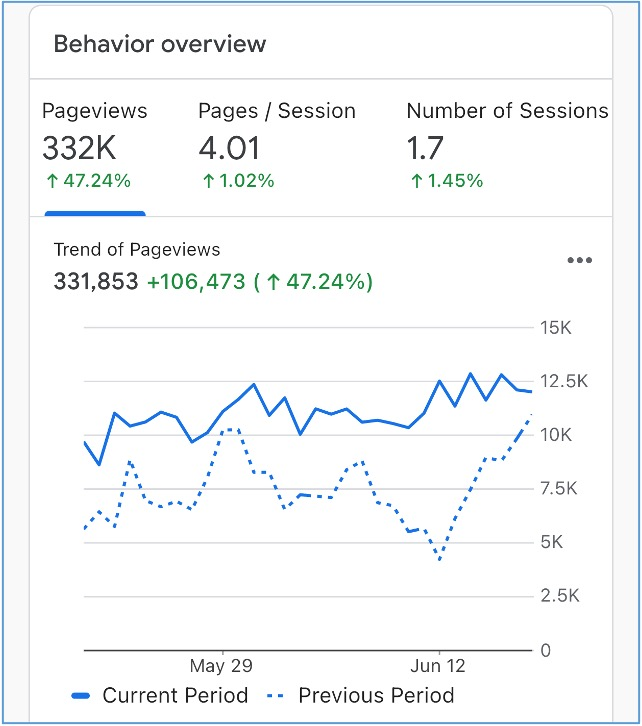 Behavior overview
Pageviews Pages / Session Number of Sessions
332K 4.01 1.7
↑ 47.24% ↑ 1.02% ↑ 1.45%
Trend of Pageviews
331,853 +106,473 ( ↑ 47.24%)
15K
12.5K
10K
7.5K
5K
2.5K
0
May 29 Jun 12
Current Period Previous Period